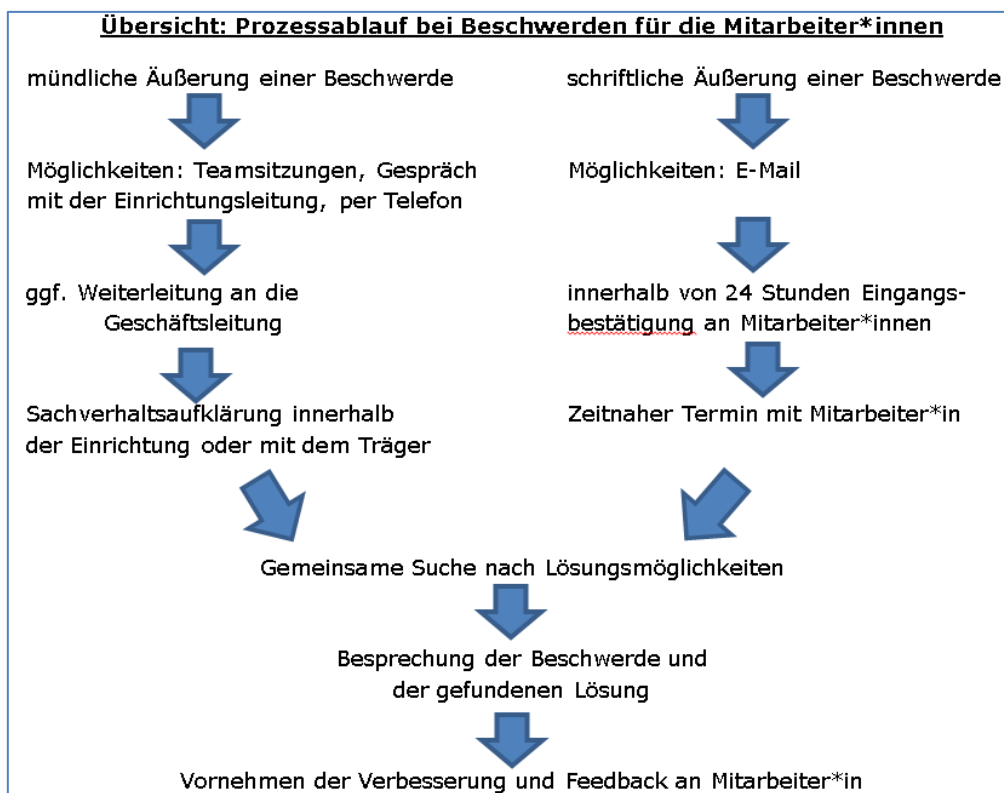 Übersicht: Prozessablauf bei Beschwerden für die Mitarbeiter*innen
mündliche Äußerung einer Beschwerde
Möglichkeiten: Teamsitzungen, Gespräch
mit der Einrichtungsleitung, per Telefon
ggf. Weiterleitung an die
Geschäftsleitung
Sachverhaltsaufklärung innerhalb
der Einrichtung oder mit dem Träger
schriftliche Äußerung einer Beschwerde
Möglichkeiten: E-Mail
innerhalb von 24 Stunden Eingangs-
bestätigung an Mitarbeiter*innen
Zeitnaher Termin mit Mitarbeiter*in
Gemeinsame Suche nach Lösungsmöglichkeiten
Besprechung der Beschwerde und
der gefundenen Lösung
Vornehmen der Verbesserung und Feedback an Mitarbeiter*in